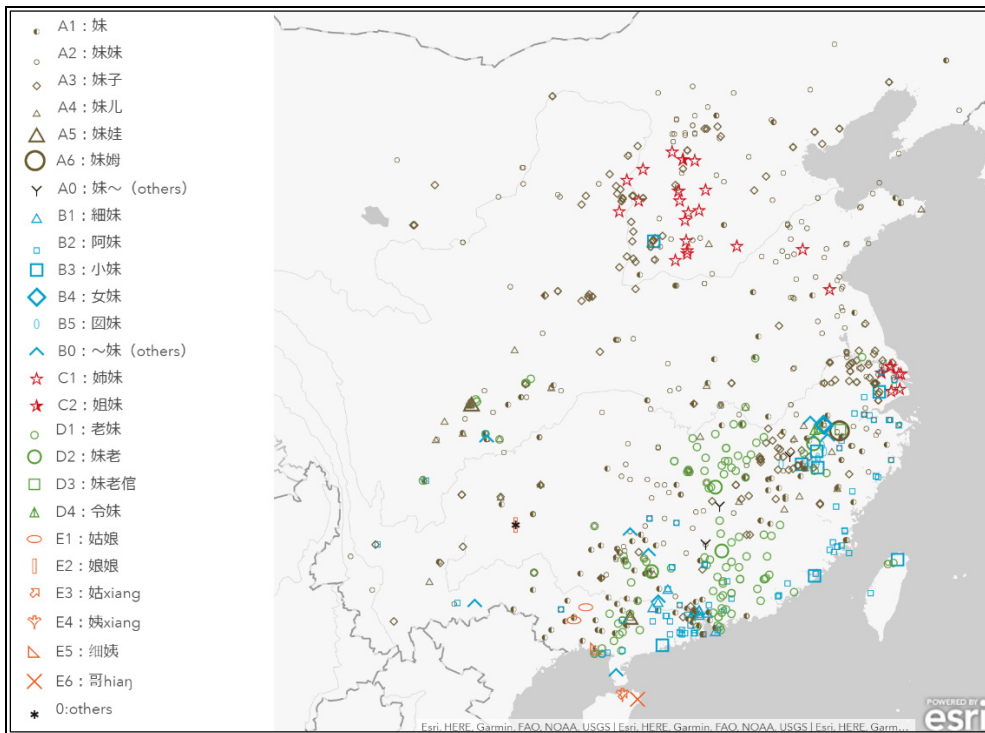 A1：妹
A2：妹妹
A3：妹子
A4：妹儿
A5：妹娃
A6：妹姆
A0：妹～（others）
B1：細妹
B2：阿妹
B3：小妹
B4：女妹
B5：囡妹
B0：～妹（others）
C1：姉妹
C2：姐妹
D1：老妹
D2：妹老
D3：妹老倌
D4：令妹
E1：姑娘
E2：娘娘
E3：姑xiang
E4：姨xiang
E5：细姨
E6：哥hiaŋ
0:others
Esri, HERE, Garmin, FAO, NOAA, USGS | Esri, HERE, Garmin, FAO, NOAA, USGS | Esri, HERE, Garm...
POWERED BY
esri